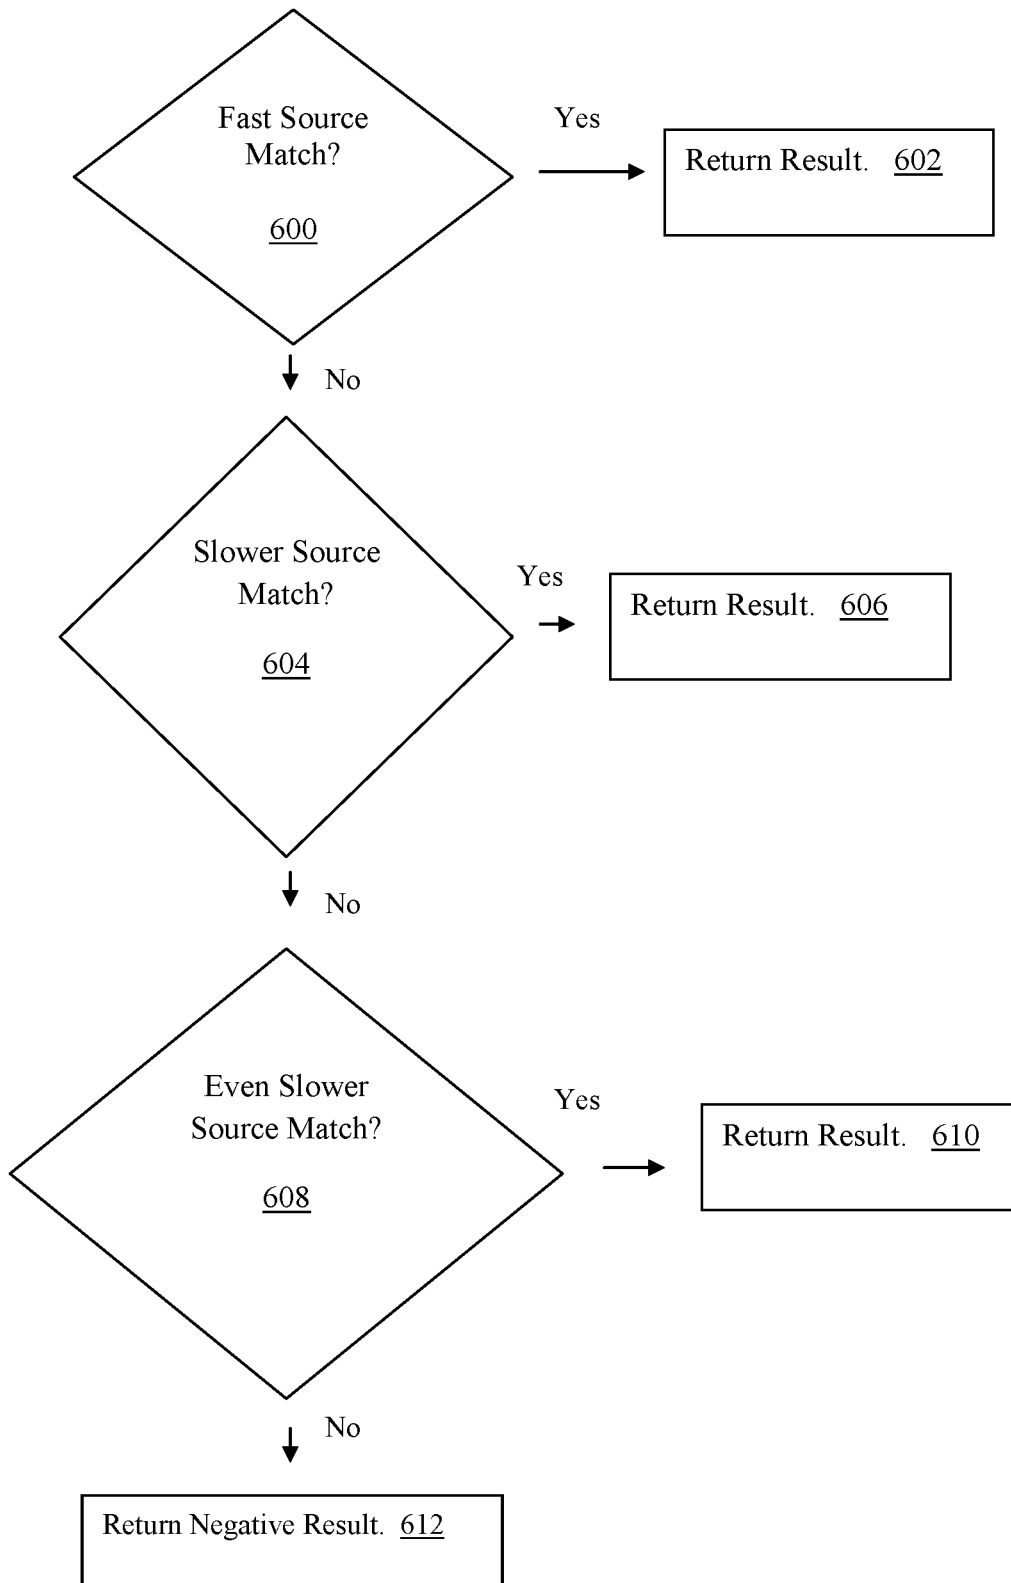 Fast Source
Match?
600
Yes
Return Result. 602
No
Slower Source
Match?
604
Yes
Return Result. 606
No
Even Slower
Source Match?
608
Yes
Return Result. 610
No
Return Negative Result. 612